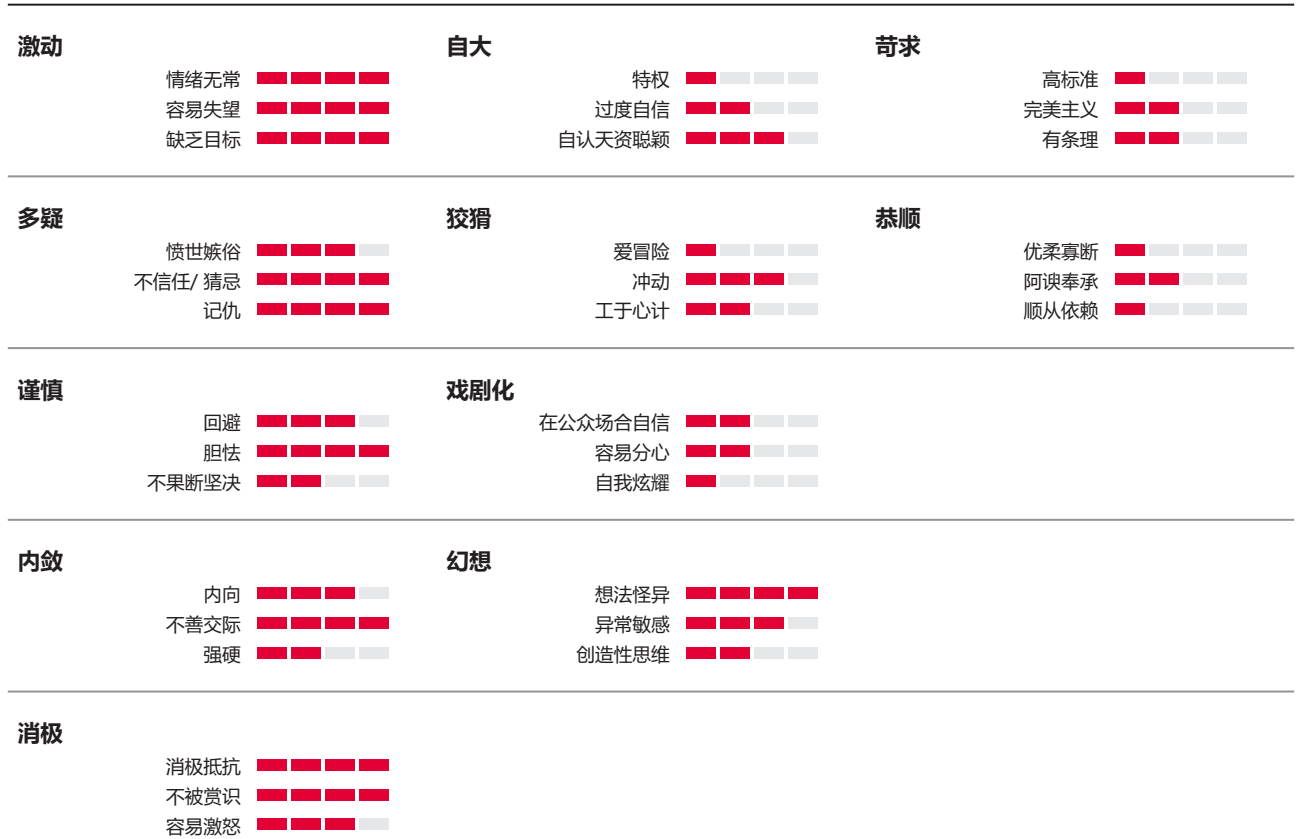 激动
情绪无常
容易失望
缺乏目标
自大
特权
过度自信
自认天资聪颖
苛求
高标准
完美主义
有条理
多疑
愤世嫉俗
不信任/ 猜忌
记仇
狡猾
爱冒险
冲动
工于心计
恭顺
优柔寡断
阿谀奉承
顺从依赖
谨慎
回避
胆怯
不果断坚决
戏剧化
在公众场合自信
容易分心
自我炫耀
内敛
内向
不善交际
强硬
幻想
想法怪异
异常敏感
创造性思维
消极
消极抵抗
不被赏识
容易激怒